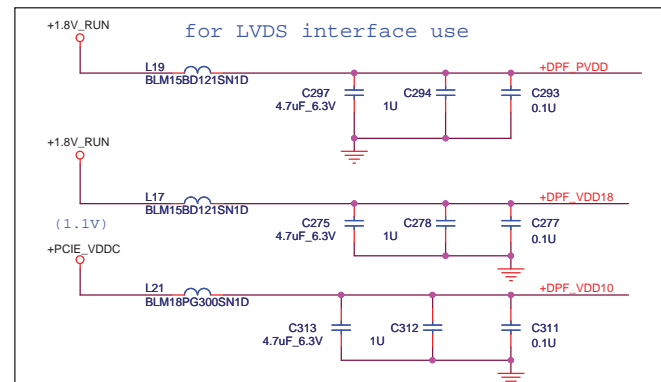 +1.8V_RUN
for LVDS interface use
L19
BLM15BD121SN1D
+DPF_PVDD
C297
4.7uF_6.3V
C294
1U
C293
0.1U
+1.8V_RUN
L17
BLM15BD121SN1D
+DPF_VDD18
C275
4.7uF_6.3V
C278
1U
C277
0.1U
(1.1V)
+PCIE_VDDC
L21
BLM18PG300SN1D
+DPF_VDD10
C313
4.7uF_6.3V
C312
1U
C311
0.1U